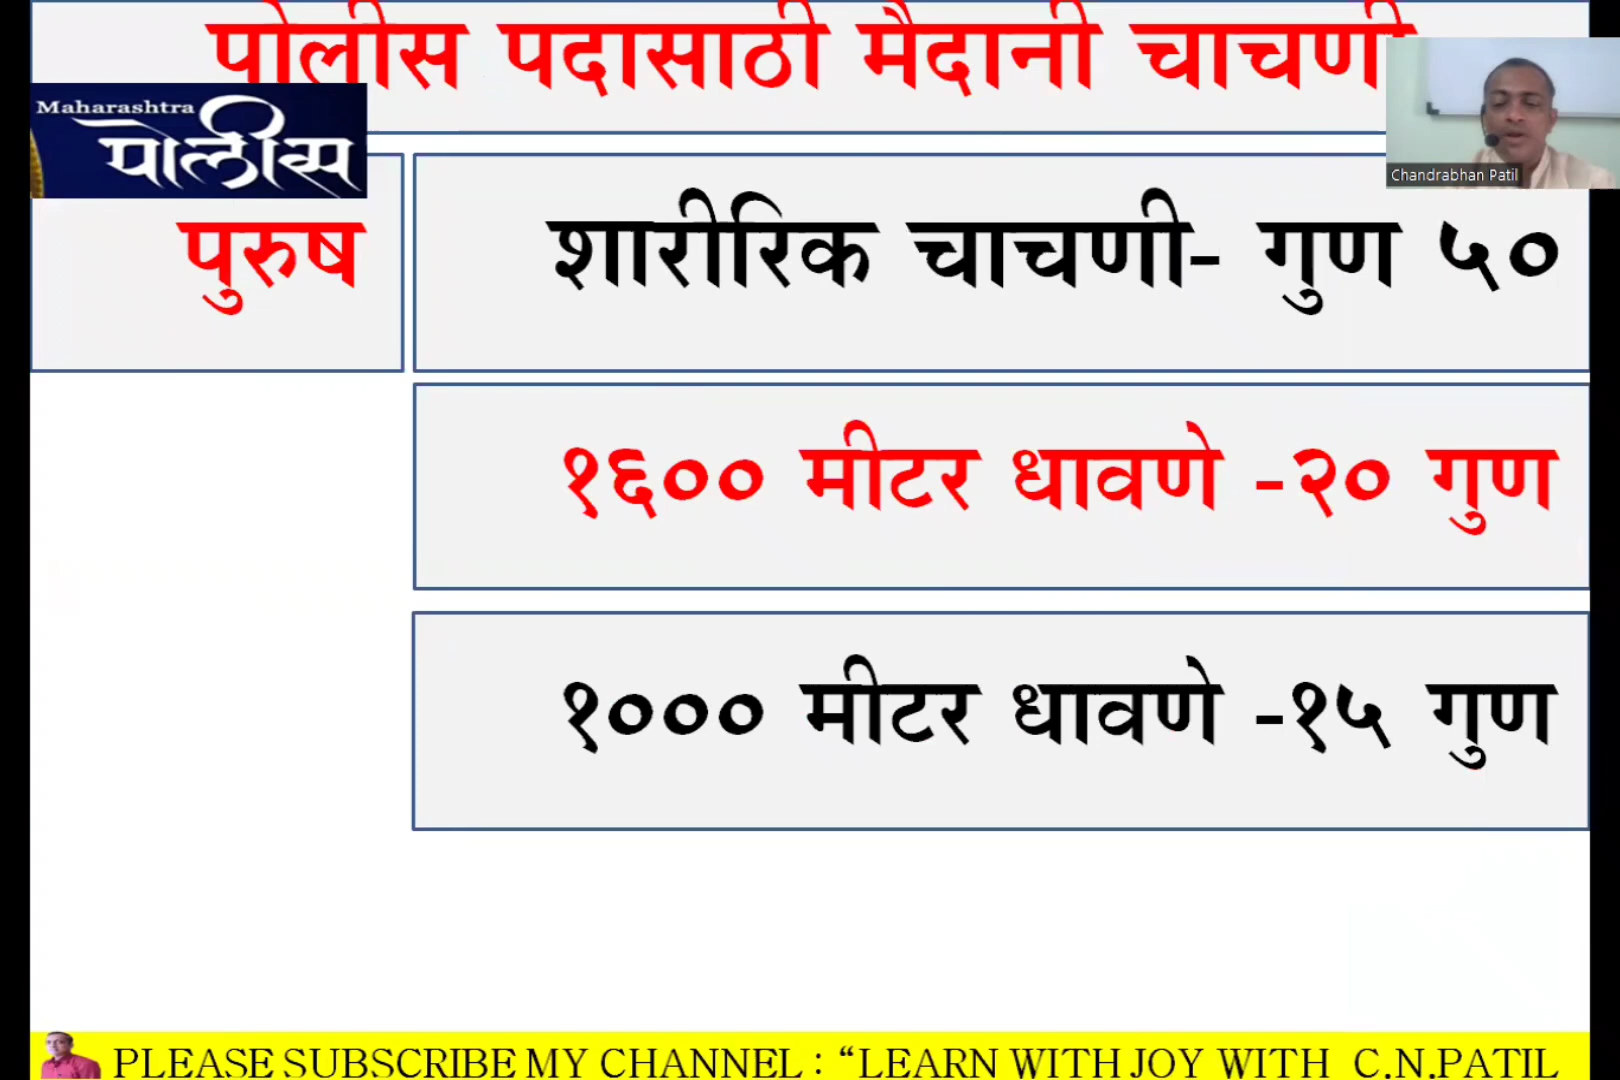 पोलीस पदासाठी मैदानी चाचणी
Maharashtra
पोलीस
Chandrabhan Patil
पुरुष
शारीरिक चाचणी- गुण ५०
१६०० मीटर धावणे -२० गुण
१००० मीटर धावणे -१५ गुण
PLEASE SUBSCRIBE MY CHANNEL : “LEARN WITH JOY WITH C.N.PATIL